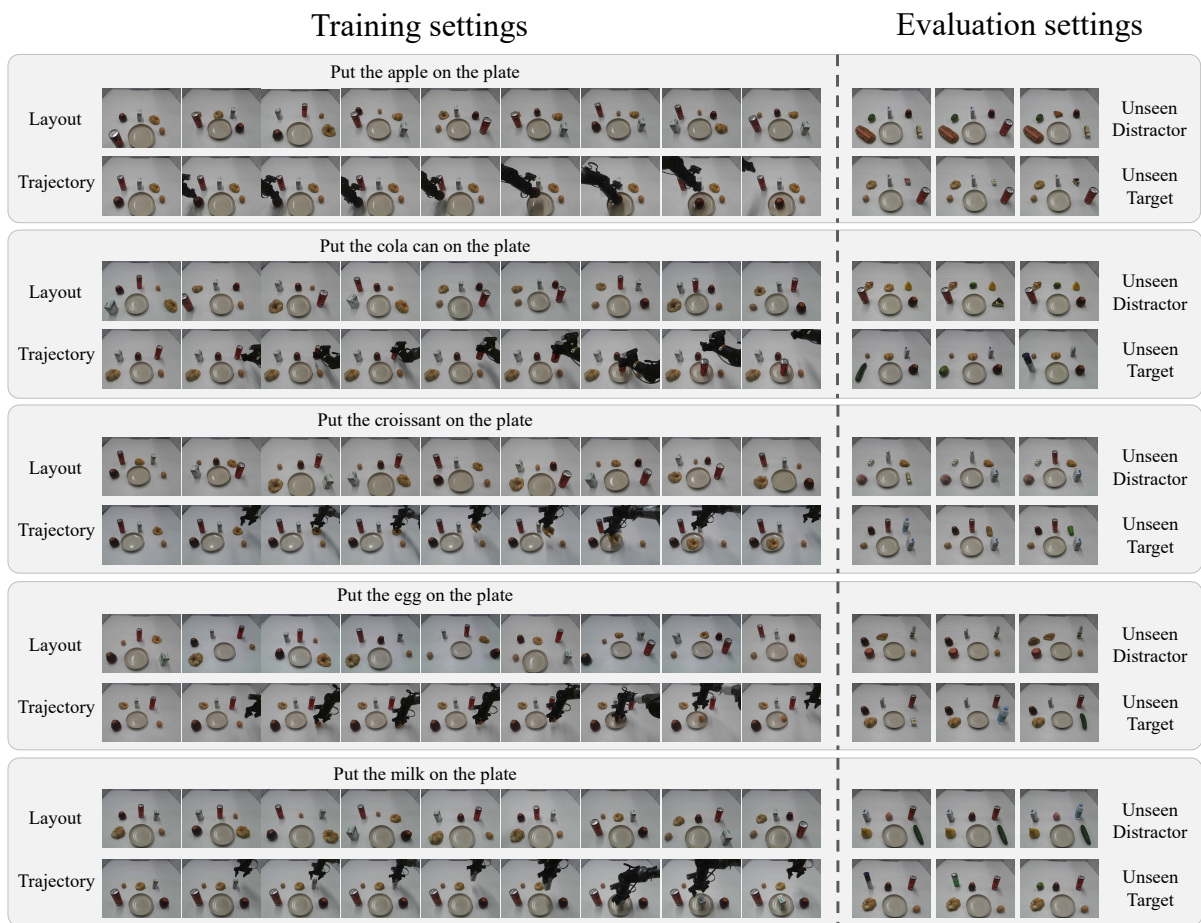 Training settings
Evaluation settings
Put the apple on the plate
Layout
Unseen
Distractor
Trajectory
Unseen
Target
Put the cola can on the plate
Layout
Unseen
Distractor
Trajectory
Unseen
Target
Put the croissant on the plate
Layout
Unseen
Distractor
Trajectory
Unseen
Target
Put the egg on the plate
Layout
Unseen
Distractor
Trajectory
Unseen
Target
Put the milk on the plate
Layout
Unseen
Distractor
Trajectory
Unseen
Target